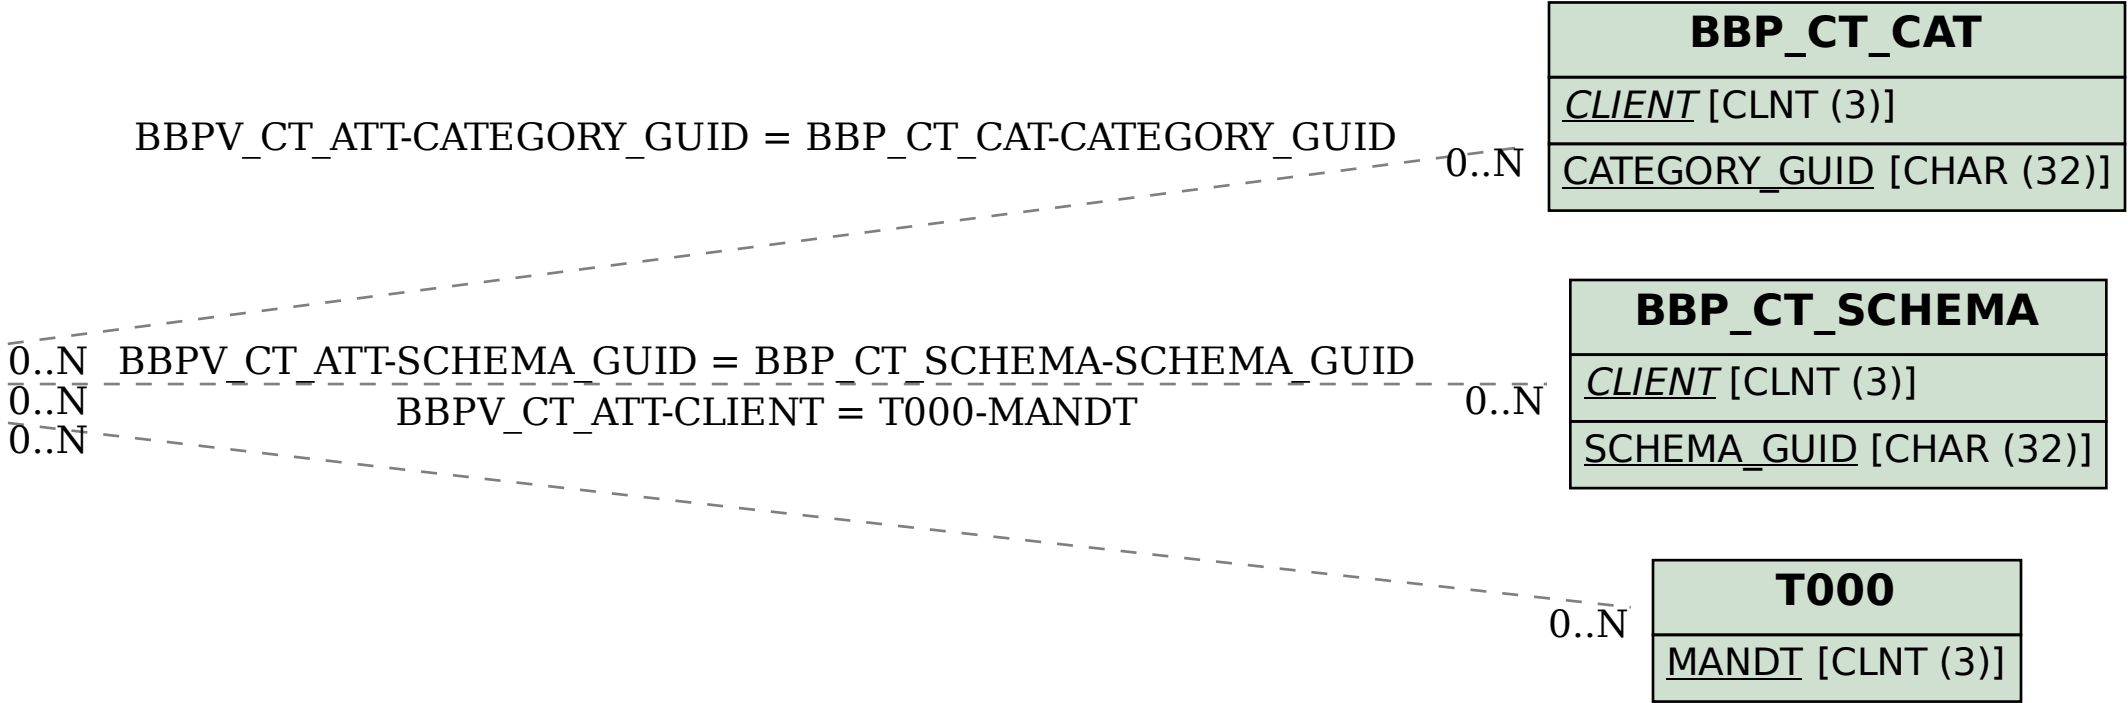 BBP_CT_CAT
CLIENT [CLNT (3)]
BBPV_CT_ATT-CATEGORY_GUID = BBP_CT_CAT-CATEGORY_GUID
0..N
CATEGORY_GUID [CHAR (32)]
BBP_CT_SCHEMA
0..N
BBPV_CT_ATT-SCHEMA_GUID = BBP_CT_SCHEMA-SCHEMA_GUID
CLIENT [CLNT (3)]
0..N
BBPV_CT_ATT-CLIENT = T000-MANDT
0..N
0..N
SCHEMA_GUID [CHAR (32)]
T000
0..N
MANDT [CLNT (3)]